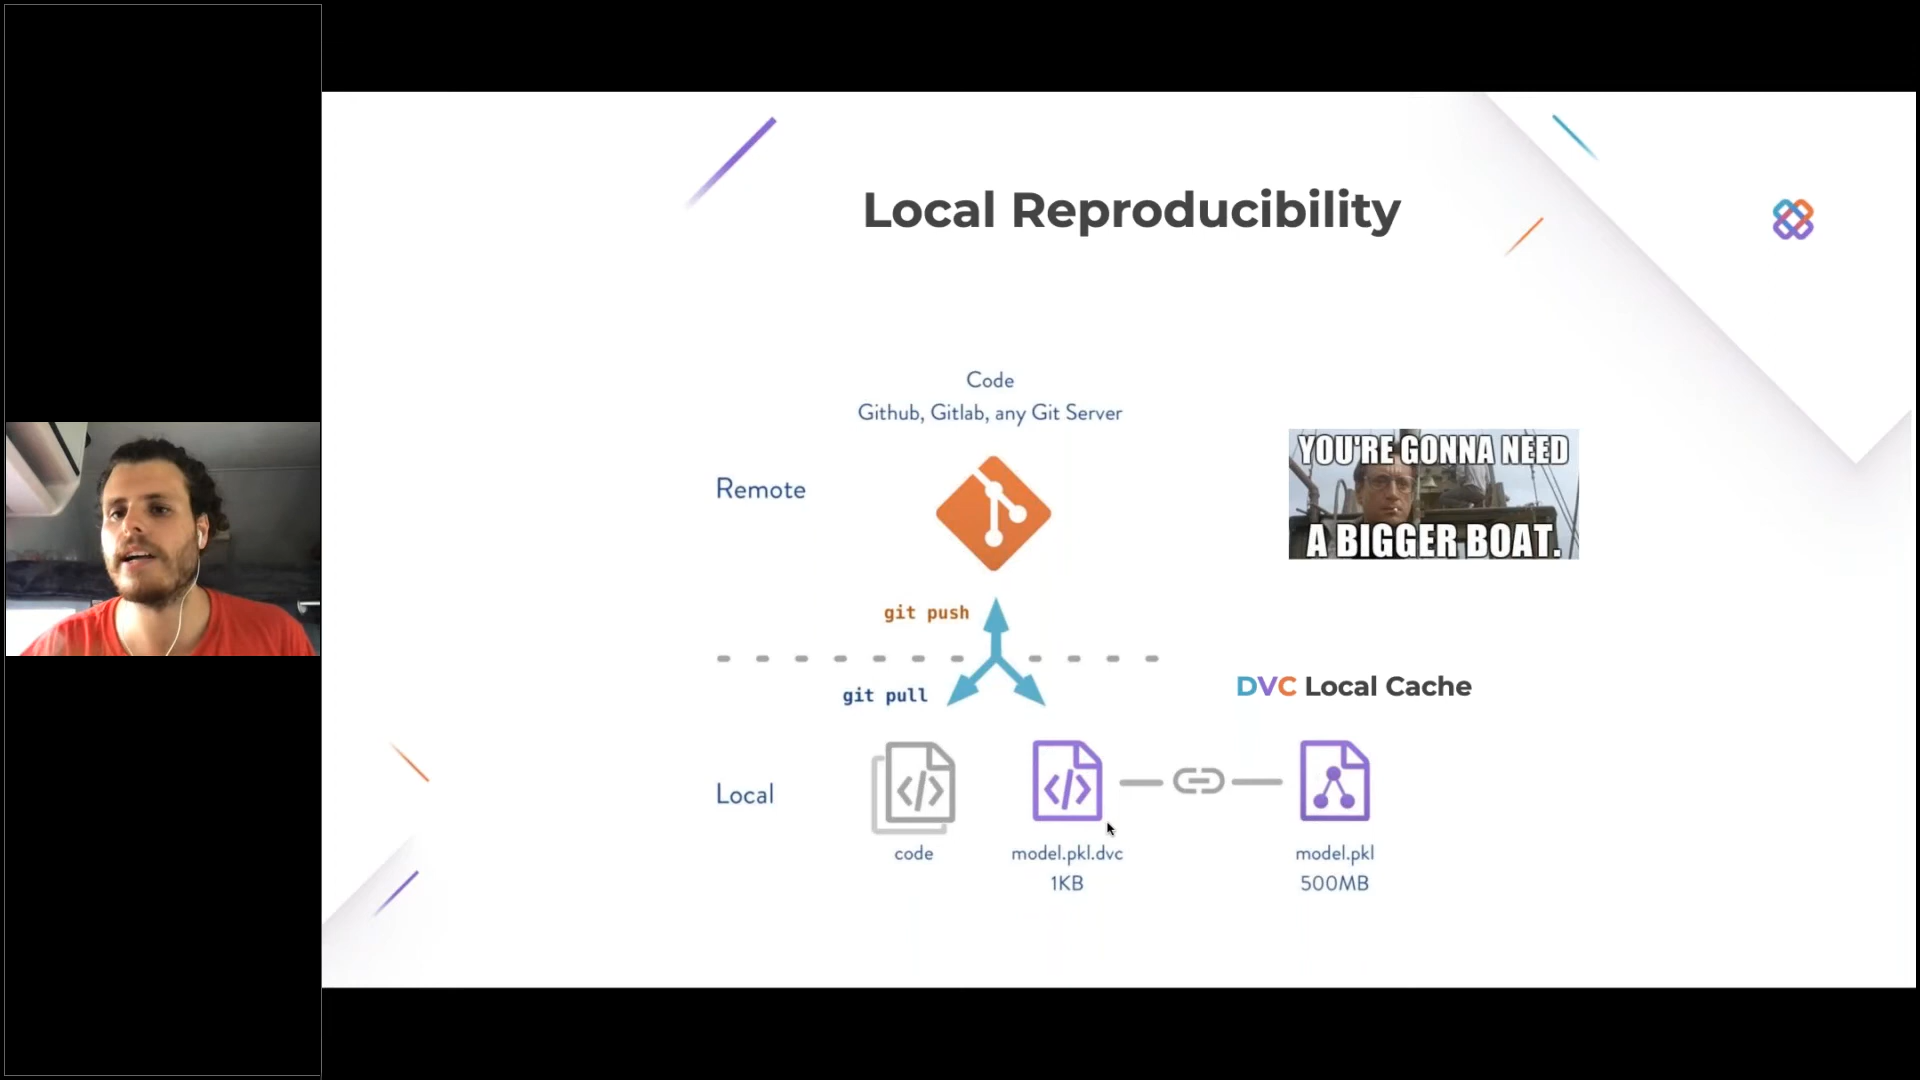 Local Reproducibility
Code
Github, Gitlab, any Git Server
Remote
YOU'RE GONNA NEED
A BIGGER BOAT.
git push
git pull
DVC Local Cache
Local
code
model.pkl.dvc
1KB
model.pkl
500MB